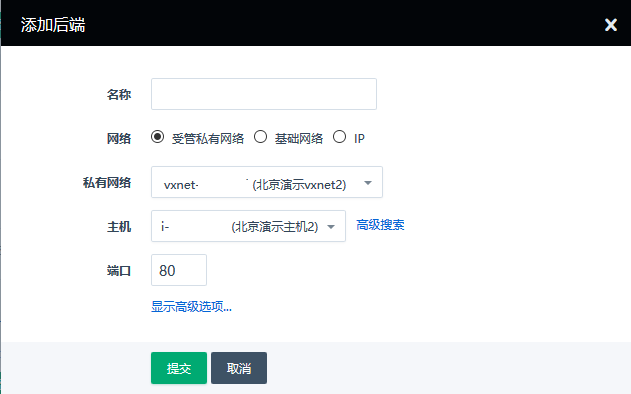 添加后端
名称
网络 受管私有网络 基础网络 IP
私有网络 vxnet- (北京演示vxnet2)
主机 i- (北京演示主机2) 高级搜索
端口 80
显示高级选项...
提交 取消